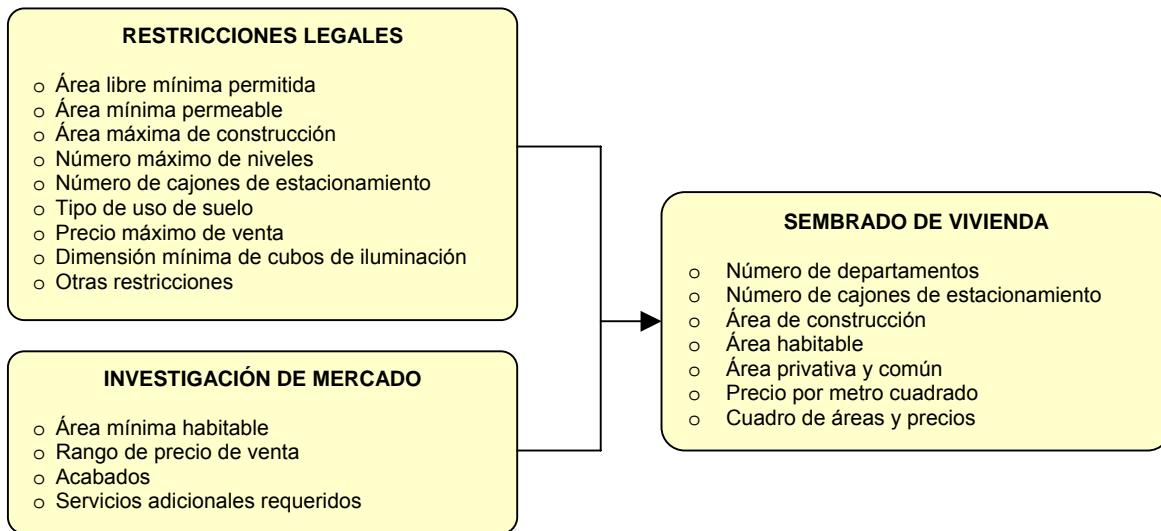 RESTRICCIONES LEGALES
o Área libre mínima permitida
o Área mínima permeable
o Área máxima de construcción
o Número máximo de niveles
o Número de cajones de estacionamiento
o Tipo de uso de suelo
o Precio máximo de venta
o Dimensión mínima de cubos de iluminación
o Otras restricciones
INVESTIGACIÓN DE MERCADO
o Área mínima habitable
o Rango de precio de venta
o Acabados
o Servicios adicionales requeridos
SEMBRADO DE VIVIENDA
o Número de departamentos
o Número de cajones de estacionamiento
o Área de construcción
o Área habitable
o Área privativa y común
o Precio por metro cuadrado
o Cuadro de áreas y precios